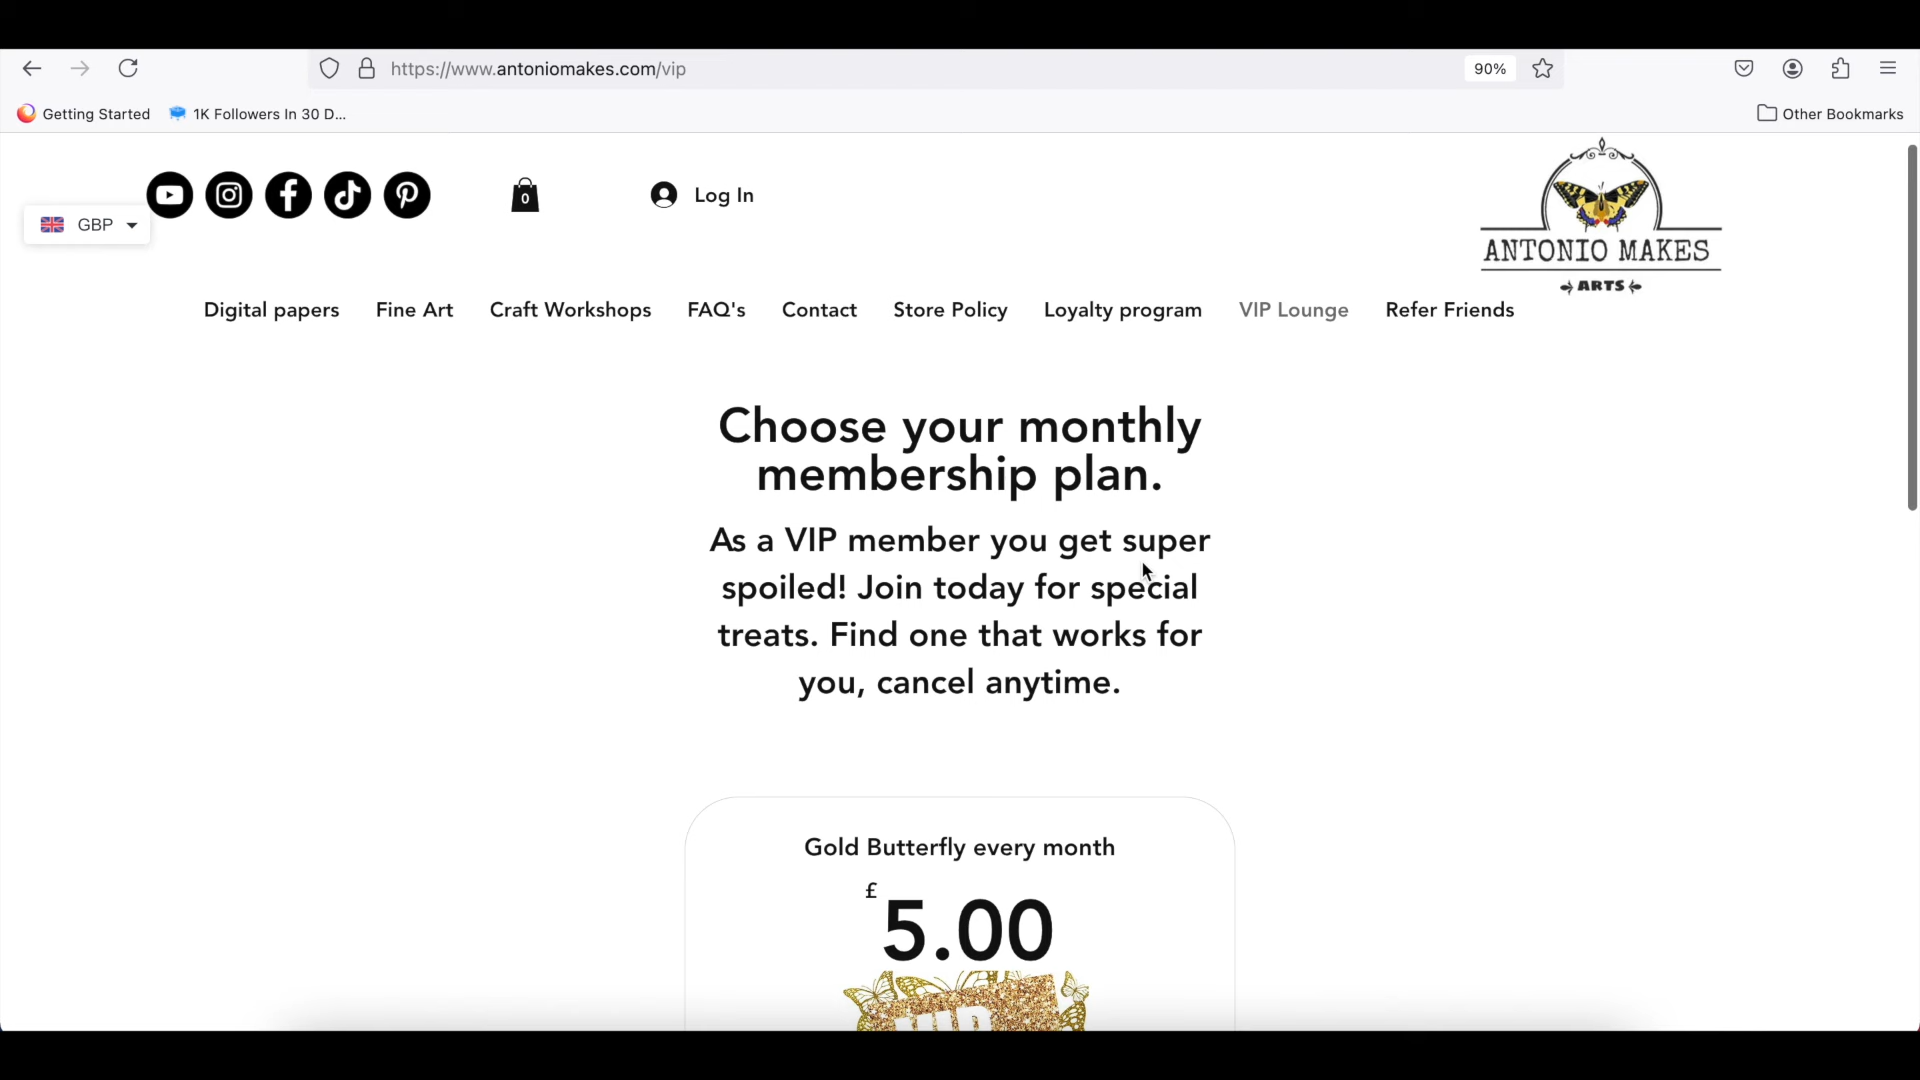 https://www.antoniomakes.com/vip
90%
Getting Started
1K Followers In 30 D...
Other Bookmarks
0
Log In
GBP
ANTONIO MAKES
ARTS
Digital papers
Fine Art
Craft Workshops
FAQ's
Contact
Store Policy
Loyalty program
VIP Lounge
Refer Friends
Choose your monthly
membership plan.
As a VIP member you get super
spoiled! Join today for special
treats. Find one that works for
you, cancel anytime.
Gold Butterfly every month
£
5.00
VIP